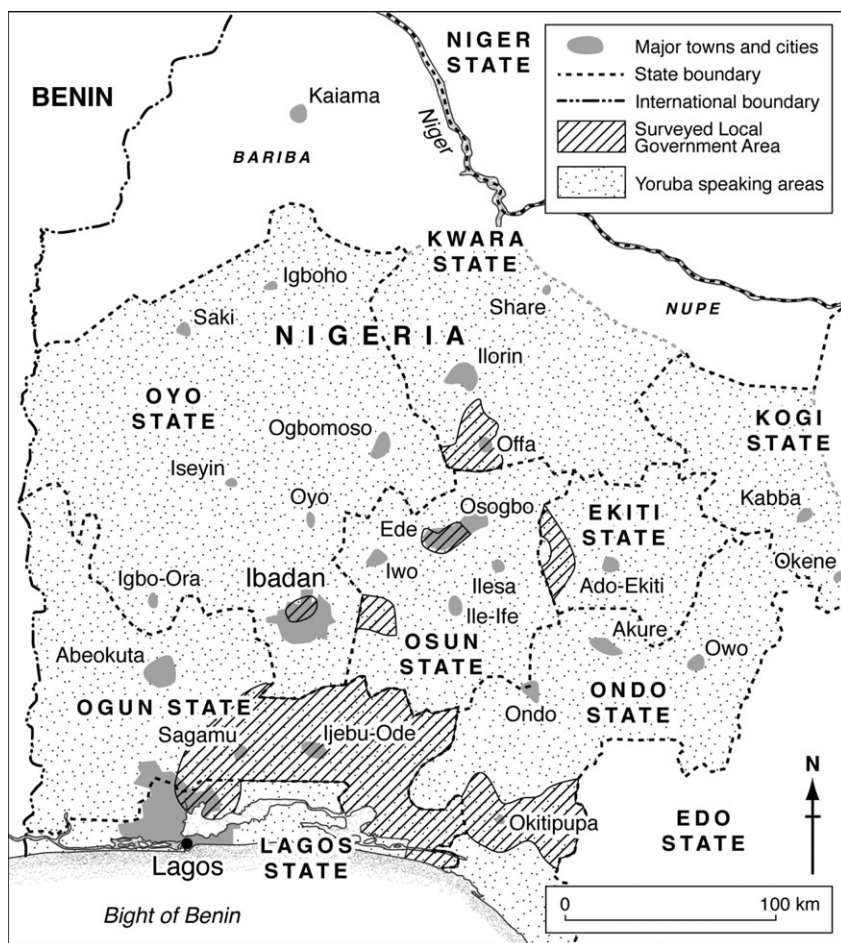 NIGER
STATE
Major towns and cities
State boundary
International boundary
Surveyed Local
Government Area
Yoruba speaking areas
BENIN
Kaiama
Niger
BARIBA
KWARA
STATE
Igboho
Share
NUPE
Saki
NIGERIA
Ilorin
OYO
STATE
KOGI
STATE
Ogbomoso
Offa
Iseyin
Kabba
Oyo
Osogbo
EKITI
STATE
Ede
Okene
Iwo
Igbo-Ora
Ibadan
Ilesa
Ado-Ekiti
Ile-Ife
Akure
OSUN
STATE
Abeokuta
Owo
OGUN STATE
ONDO
STATE
Ondo
Sagamu
Ijebu-Ode
N
Okitipupa
EDO
STATE
LAGOS
STATE
Lagos
Bight of Benin
0
100 km